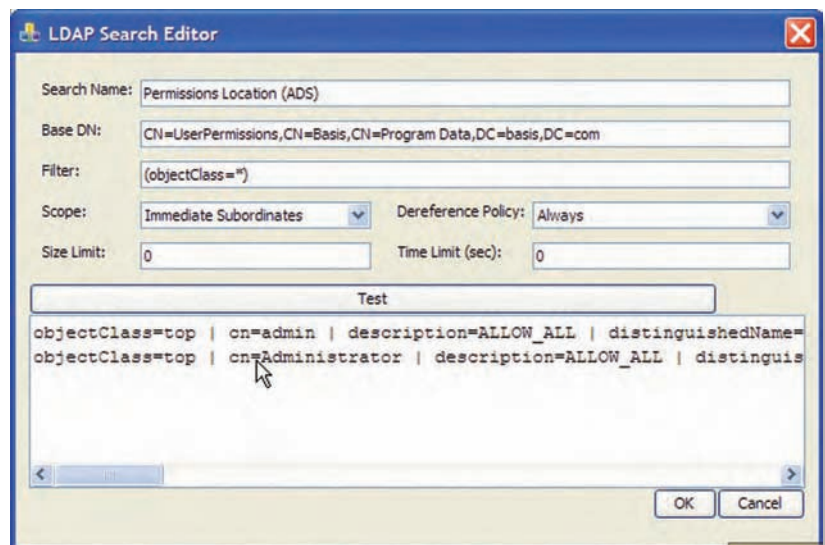 LDAP Search Editor
Search Name: Permissions Location (ADS)
Base DN: CN=UserPermissions,CN=Basis,CN=Program Data,DC=basis,DC=com
Filter: (objectClass=*)
Scope: Immediate Subordinates Dereference Policy: Always
Size Limit: 0 Time Limit (sec): 0
Test
objectClass=top | cn=admin | description=ALLOW_ALL | distinguishedName=
objectClass=top | cn=Administrator | description=ALLOW_ALL | distinguis
OK Cancel